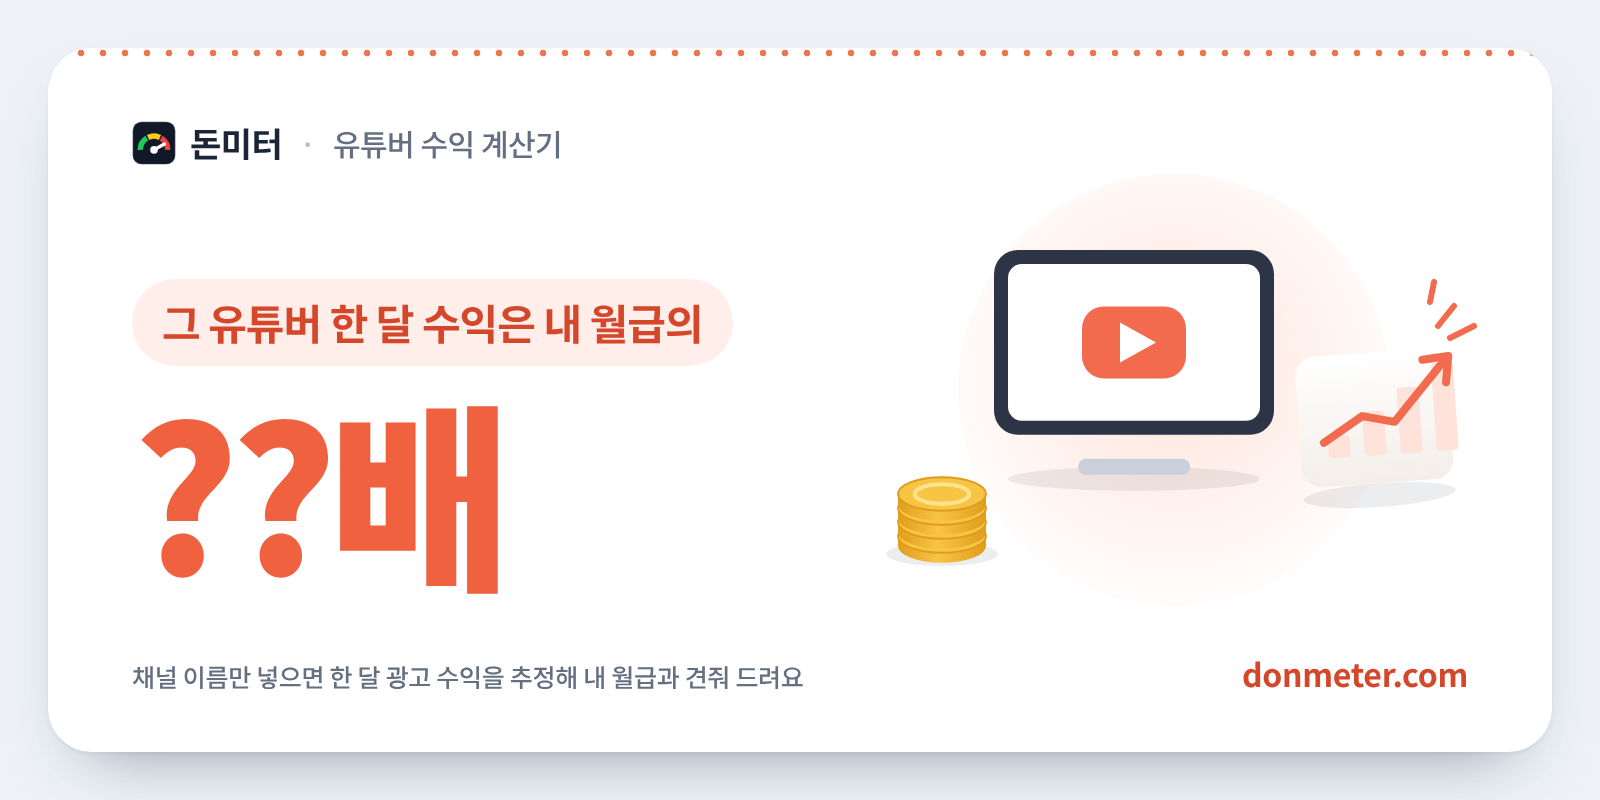 돈미터 · 유튜버 수익 계산기
그 유튜버 한 달 수익은 내 월급의
??배
채널 이름만 넣으면 한 달 광고 수익을 추정해 내 월급과 견줘 드려요
donmeter.com